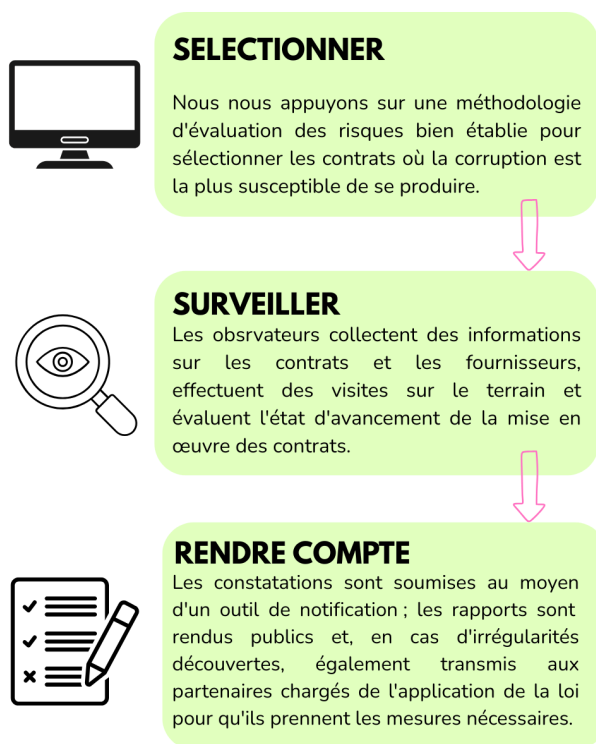 SELECTIONNER
Nous nous appuyons sur une méthodologie
d'évaluation des risques bien établie pour
sélectionner les contrats où la corruption est
la plus susceptible de se produire.
SURVEILLER
Les obsrvateurs collectent des informations
sur les contrats et les fournisseurs,
effectuent des visites sur le terrain et
évaluent l'état d'avancement de la mise en
œuvre des contrats.
RENDRE COMPTE
Les constatations sont soumises au moyen
d'un outil de notification ; les rapports sont
rendus publics et, en cas d'irrégularités
découvertes, également transmis aux
partenaires chargés de l'application de la loi
pour qu'ils prennent les mesures nécessaires.